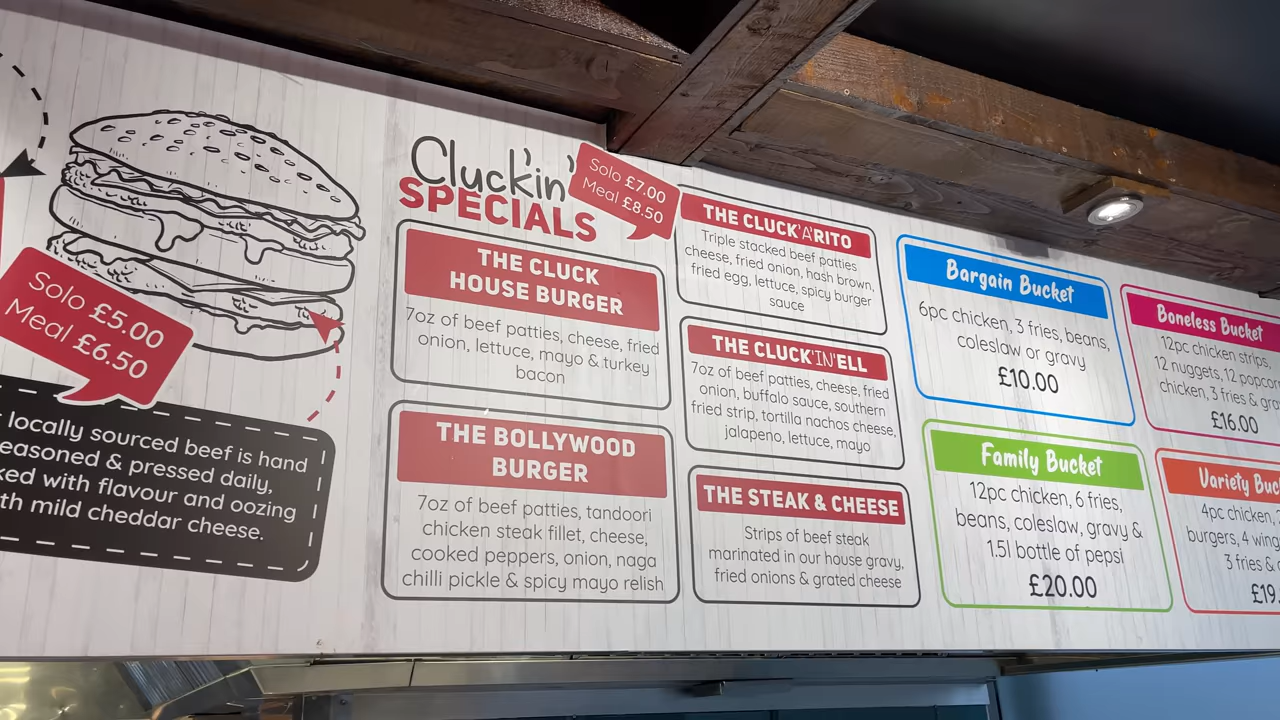 Solo £5.00
Meal £6.50
locally sourced beef is hand
seasoned & pressed daily,
with flavour and oozing
mild cheddar cheese.
Cluck'in'
SPECIALS
Solo £7.00
Meal £8.50
THE CLUCK
HOUSE BURGER
7oz of beef patties, cheese, fried
onion, lettuce, mayo & turkey
bacon
THE BOLLYWOOD
BURGER
7oz of beef patties, tandoori
chicken steak fillet, cheese,
cooked peppers, onion, naga
chilli pickle & spicy mayo relish
THE CLUCK'A'RITO
Triple stacked beef patties
cheese, fried onion, hash brown,
fried egg, lettuce, spicy burger
sauce
THE CLUCK'IN'ELL
7oz of beef patties, cheese, fried
onion, buffalo sauce, southern
fried strip, tortilla nachos cheese,
jalapeno, lettuce, mayo
THE STEAK & CHEESE
Strips of beef steak
marinated in our house gravy,
fried onions & grated cheese
Bargain Bucket
6pc chicken, 3 fries, beans,
coleslaw or gravy
£10.00
Family Bucket
12pc chicken, 6 fries,
beans, coleslaw, gravy &
1.5l bottle of pepsi
£20.00
Boneless Bucket
12pc chicken strips,
12 nuggets, 12 popcorn
chicken, 3 fries &
£16.00
Variety
4pc chicken,
burgers, 4
3 fries &
£19.